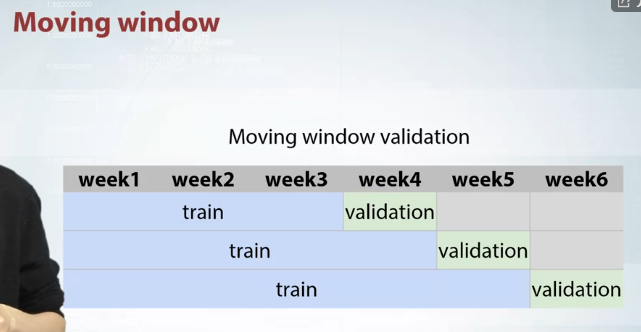 Moving window
Moving window validation
week1 week2 week3 week4 week5 week6
train validation
train validation
train validation